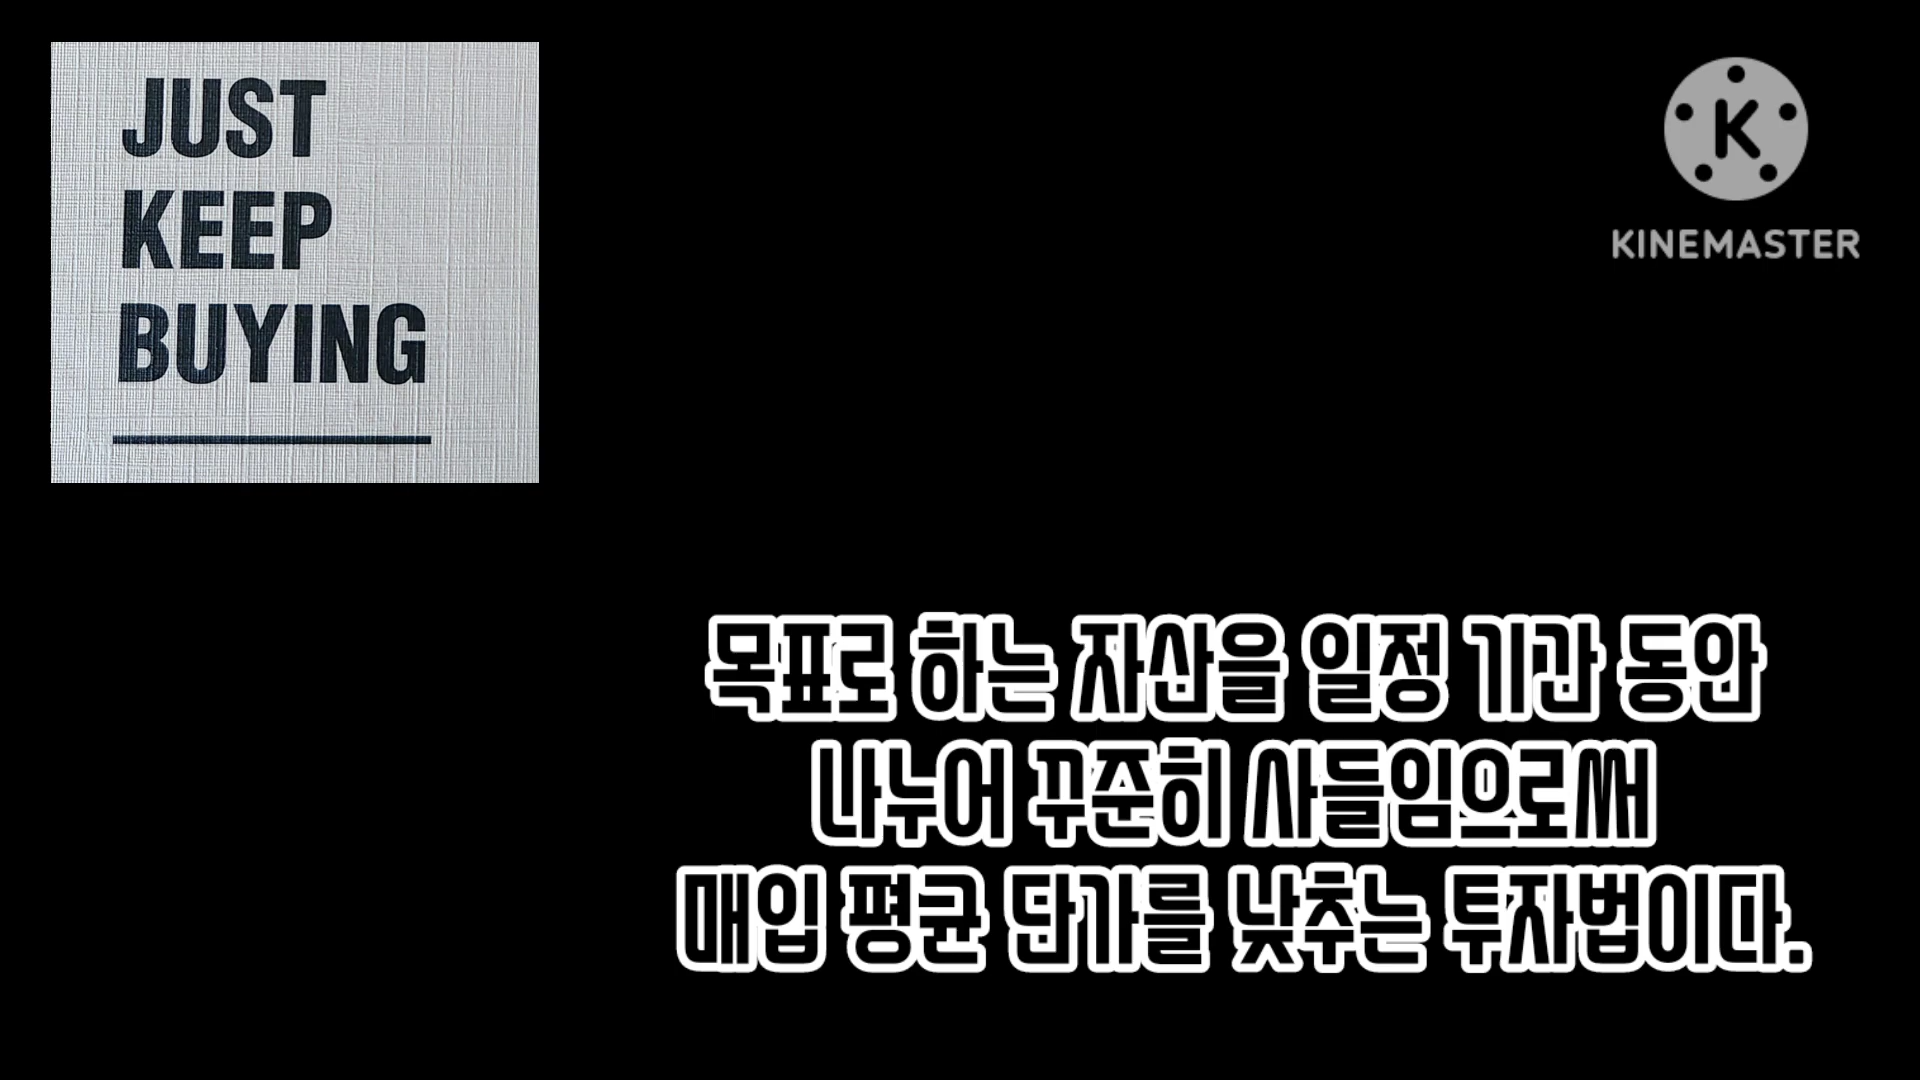 JUST
KEEP
BUYING
KINEMASTER
목표로 하는 자산을 일정 기간 동안
나누어 꾸준히 사들임으로써
매입 평균 단가를 낮추는 투자법이다.